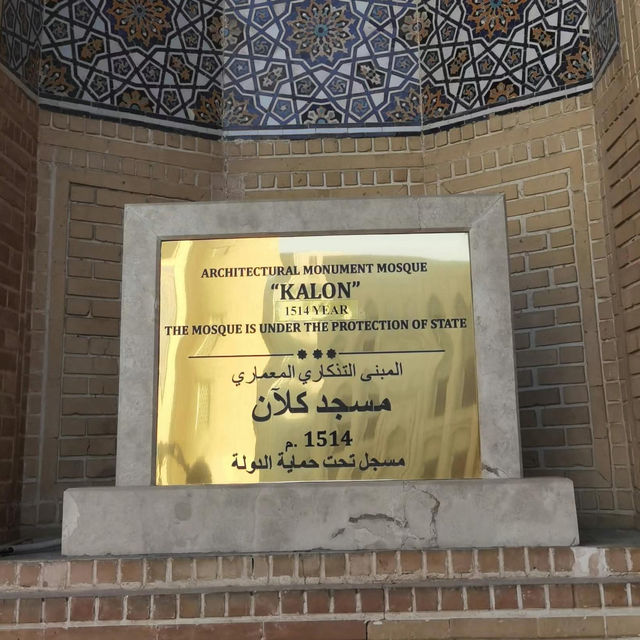 ARCHITECTURAL MONUMENT MOSQUE
“KALON”
1514 YEAR
THE MOSQUE IS UNDER THE PROTECTION OF STATE
المبنى التذكاري المعماري
مسجد كلآن
1514 م.
مسجل تحت حماية الدولة